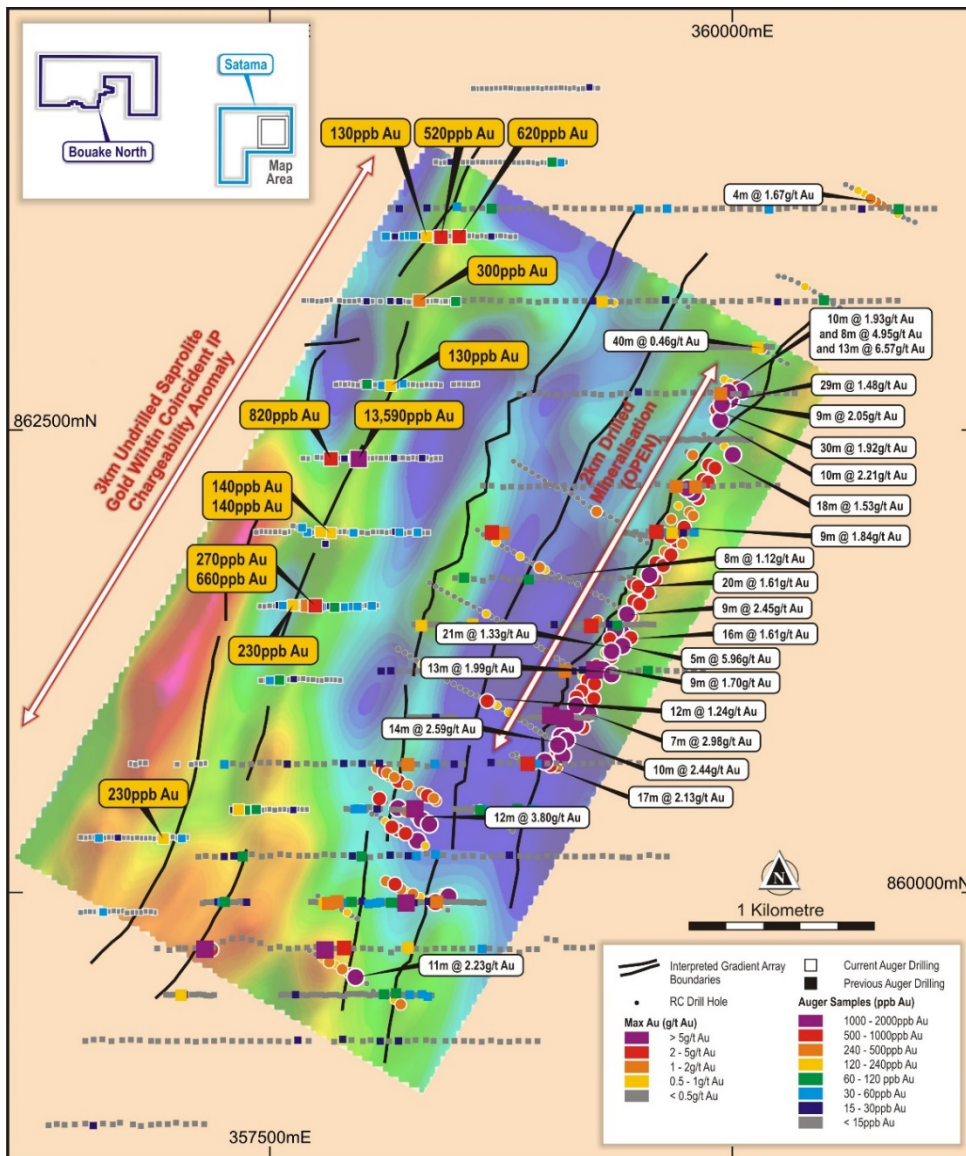 360000mE
Satama
Bouake North
Map
Area
130ppb Au
520ppb Au
620ppb Au
4m @ 1.67g/t Au
300ppb Au
10m @ 1.93g/t Au
and 8m @ 4.95g/t Au
and 13m @ 6.57g/t Au
40m @ 0.46g/t Au
130ppb Au
29m @ 1.48g/t Au
9m @ 2.05g/t Au
862500mN
820ppb Au
13,590ppb Au
30m @ 1.92g/t Au
10m @ 2.21g/t Au
3km Undrilled Saprolite
Gold Within Coincident IP
Chargeability Anomaly
2km Drilled
Mineralisation
(OPEN)
140ppb Au
140ppb Au
18m @ 1.53g/t Au
9m @ 1.84g/t Au
270ppb Au
660ppb Au
8m @ 1.12g/t Au
20m @ 1.61g/t Au
9m @ 2.45g/t Au
230ppb Au
21m @ 1.33g/t Au
16m @ 1.61g/t Au
13m @ 1.99g/t Au
5m @ 5.96g/t Au
9m @ 1.70g/t Au
12m @ 1.24g/t Au
14m @ 2.59g/t Au
7m @ 2.98g/t Au
10m @ 2.44g/t Au
230ppb Au
17m @ 2.13g/t Au
12m @ 3.80g/t Au
N
860000mN
1 Kilometre
11m @ 2.23g/t Au
Interpreted Gradient Array
Boundaries
RC Drill Hole
Max Au (g/t Au)
> 5g/t Au
2 - 5g/t Au
1 - 2g/t Au
0.5 - 1g/t Au
< 0.5g/t Au
Current Auger Drilling
Previous Auger Drilling
Auger Samples (ppb Au)
1000 - 2000ppb Au
500 - 1000ppb Au
240 - 500ppb Au
120 - 240ppb Au
60 - 120 ppb Au
30 - 60ppb Au
15 - 30ppb Au
< 15ppb Au
357500mE